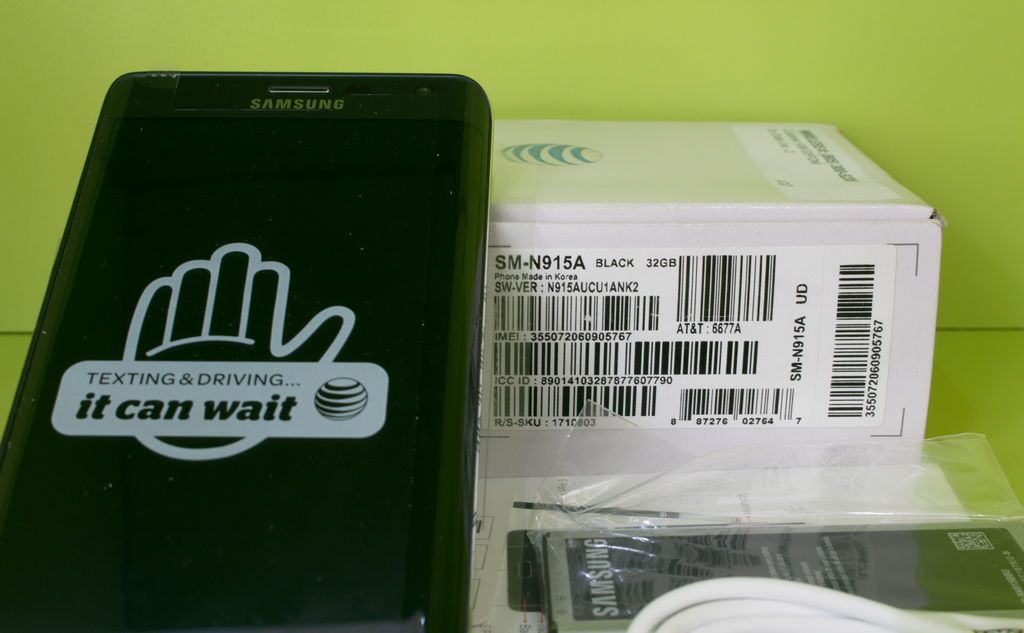 SAMSUNG
TEXTING & DRIVING...
it can wait
SM-N915A BLACK 32GB
Phone Made in Korea
SW-VER : N915AUCU1ANK2
AT&T : 6677A
IMEI : 355072060905767
ICC ID : 89014103287877607790
R/S-SKU : 1710803
8 87276 02764 7
SM-N915A UD
355072060905767
SAMSUNG